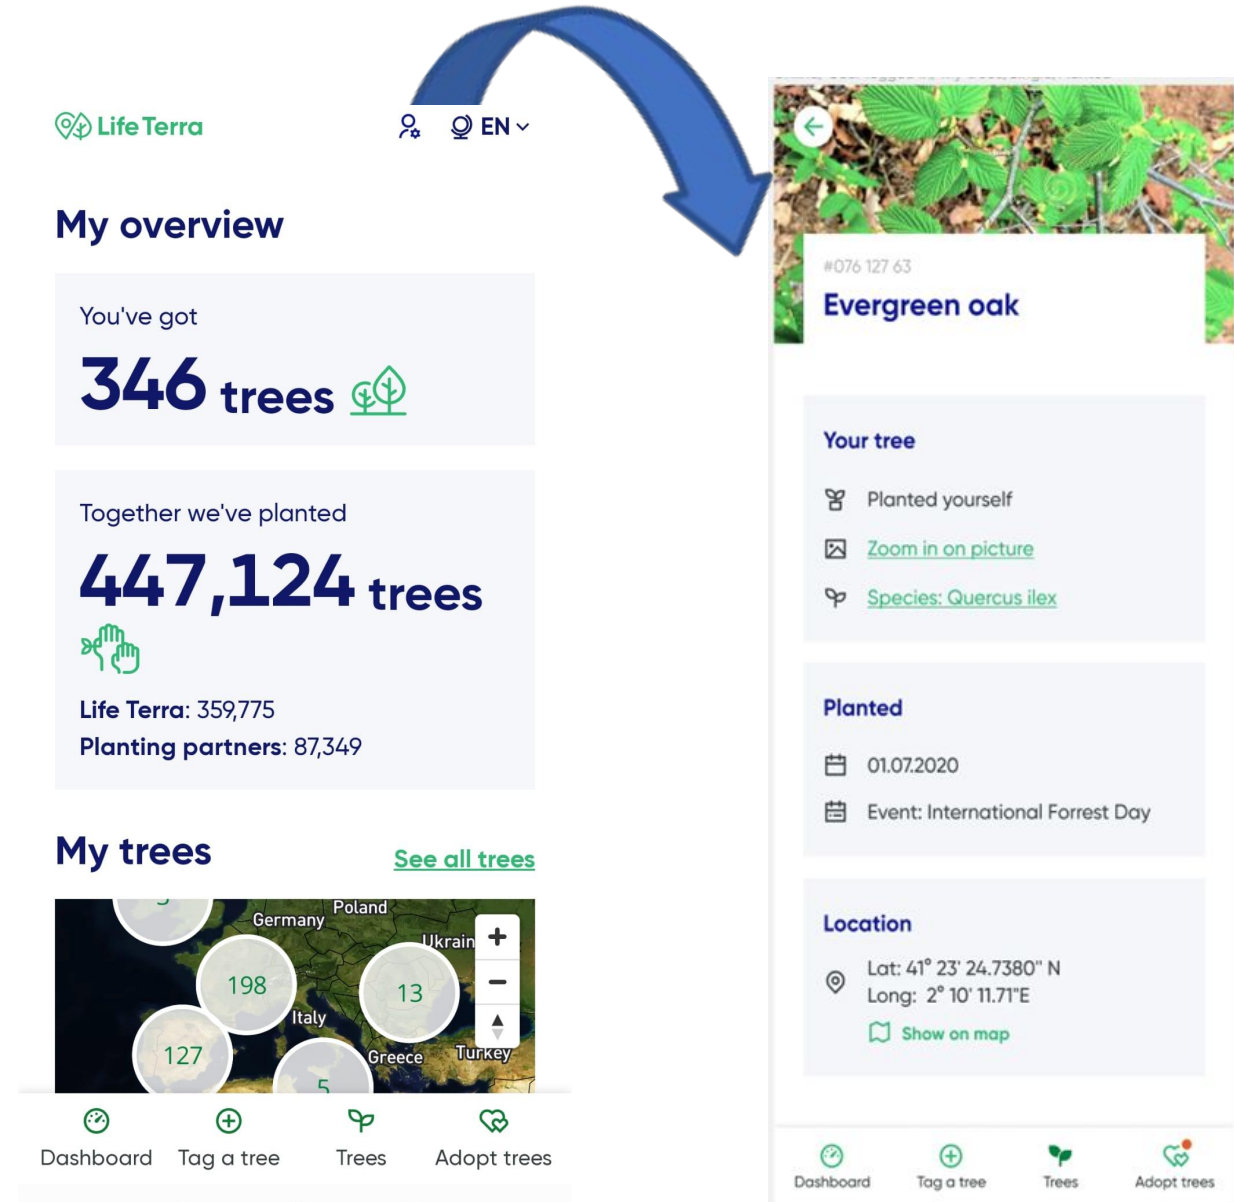 Life Terra
EN
My overview
You've got
346 trees
Together we've planted
447,124 trees
Life Terra: 359,775
Planting partners: 87,349
My trees
See all trees
Poland
Germany
Ukrain
198
13
Italy
127
Greece
Turkey
5
Dashboard
Tag a tree
Trees
Adopt trees
#076 127 63
Evergreen oak
Your tree
Planted yourself
Zoom in on picture
Species: Quercus ilex
Planted
01.07.2020
Event: International Forrest Day
Location
Lat: 41° 23' 24.7380" N
Long: 2° 10' 11.71"E
Show on map
Dashboard
Tag a tree
Trees
Adopt trees